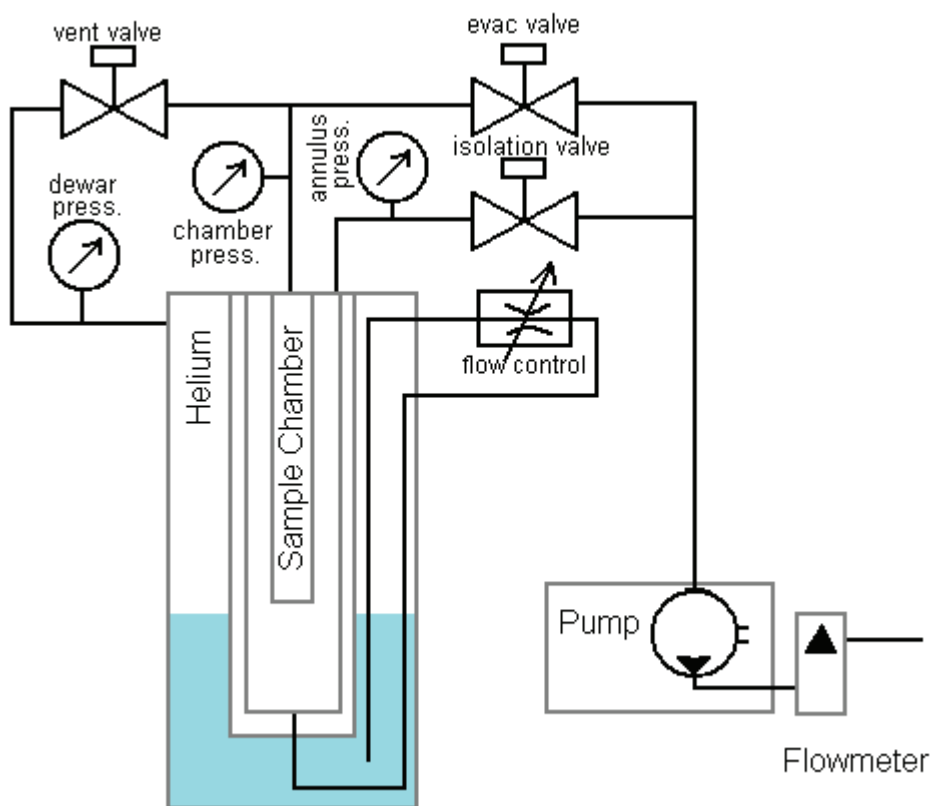 vent valve
evac valve
isolation valve
annulus
press.
dewar
press.
chamber
press.
flow control
Helium
Sample Chamber
Pump
Flowmeter